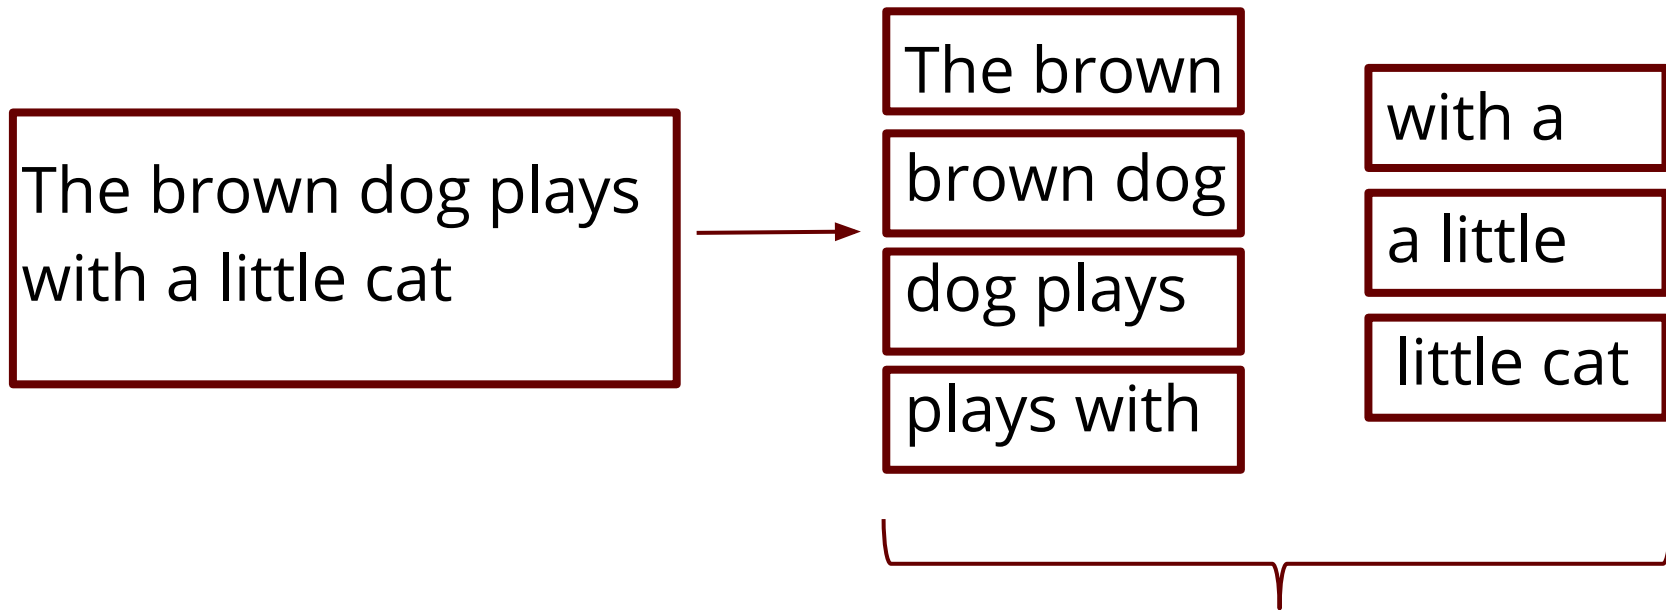 The brown dog plays
with a little cat
The brown
brown dog
dog plays
plays with
with a
a little
little cat